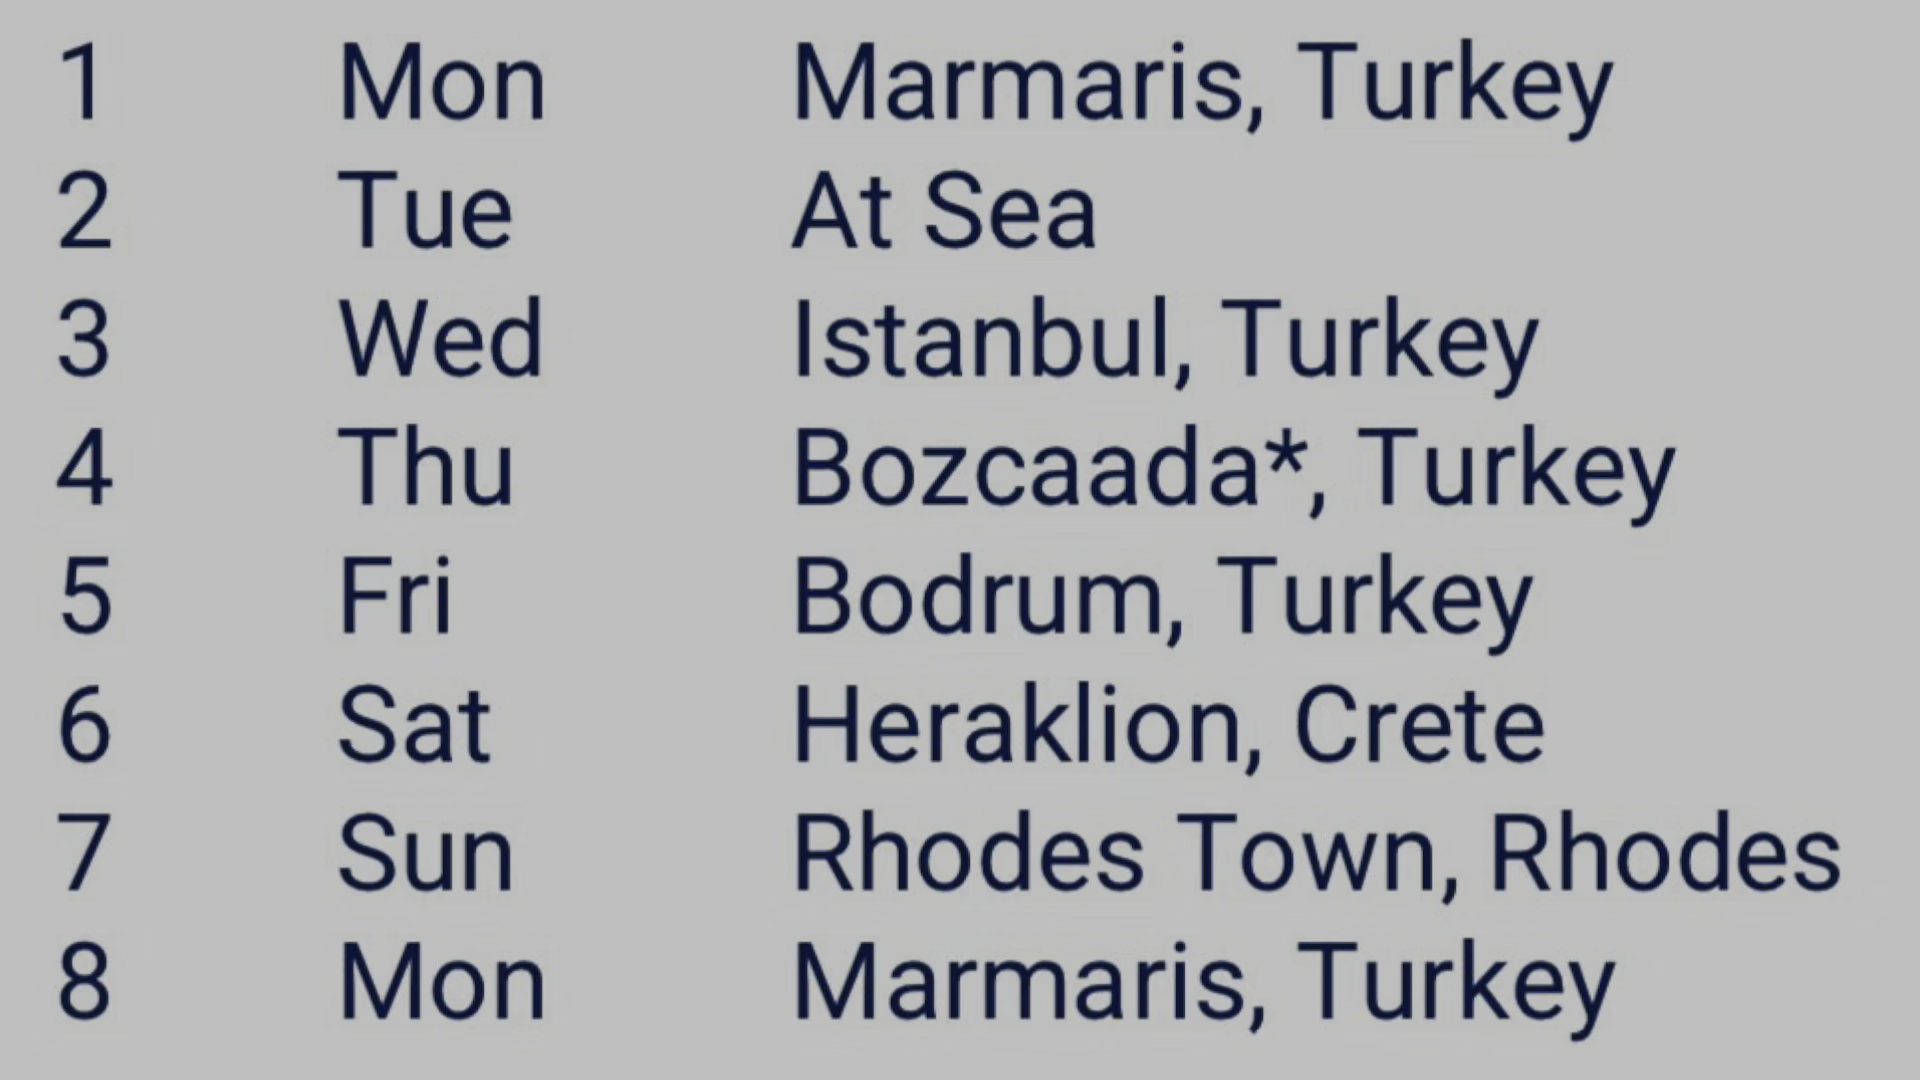 1 Mon Marmaris, Turkey
2 Tue At Sea
3 Wed Istanbul, Turkey
4 Thu Bozcaada*, Turkey
5 Fri Bodrum, Turkey
6 Sat Heraklion, Crete
7 Sun Rhodes Town, Rhodes
8 Mon Marmaris, Turkey